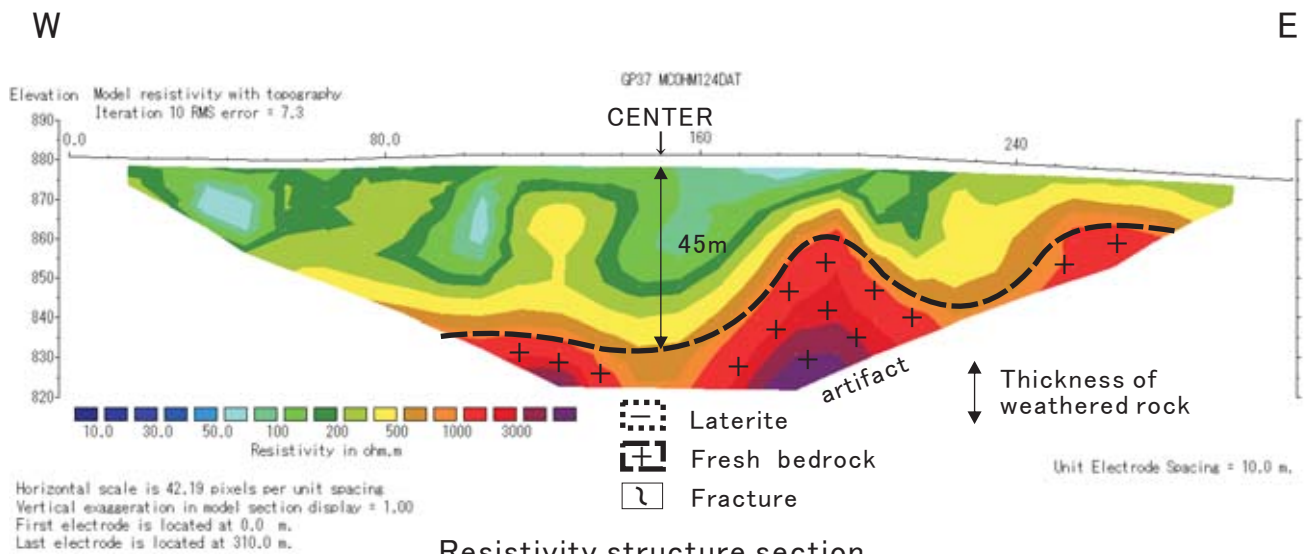 W
E
GP37 MCOHM124DAT
Elevation
Model resistivity with topography
Iteration 10 RMS error = 7.3
CENTER
890
0.0
80.0
160
240
880
870
860
45m
850
840
830
820
artifact
Thickness of
weathered rock
10.0 30.0 50.0 100 200 500 1000 3000
Resistivity in ohm.m
Laterite
Fresh bedrock
Fracture
Unit Electrode Spacing = 10.0 m.
Horizontal scale is 42.19 pixels per unit spacing
Vertical exaggeration in model section display = 1.00
First electrode is located at 0.0 m.
Last electrode is located at 310.0 m.
Resistivity structure section